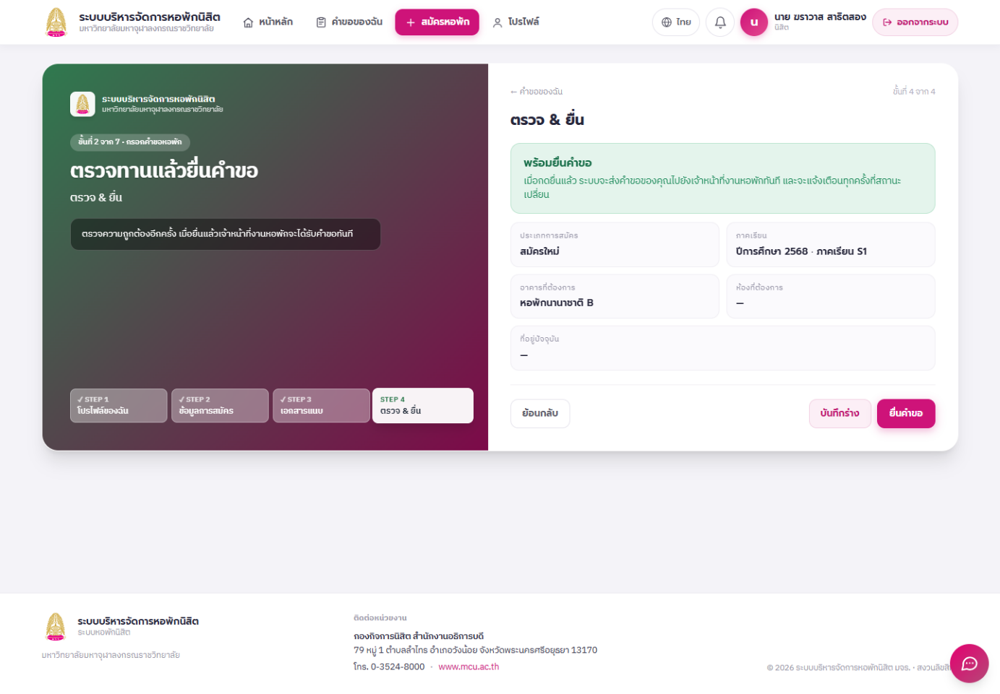 ระบบบริหารจัดการหอพักนิสิต
มหาวิทยาลัยมหาจุฬาลงกรณราชวิทยาลัย
หน้าหลัก
คำขอของฉัน
สมัครหอพัก
โปรไฟล์
ไทย
น
นาย ฆราวาส สาธิตสอง
นิสิต
ออกจากระบบ
ระบบบริหารจัดการหอพักนิสิต
มหาวิทยาลัยมหาจุฬาลงกรณราชวิทยาลัย
ขั้นที่ 2 จาก 7 · กรอกคำขอหอพัก
ตรวจทานแล้วยื่นคำขอ
ตรวจ & ยื่น
ตรวจความถูกต้องอีกครั้ง เมื่อยื่นแล้วเจ้าหน้าที่งานหอพักจะได้รับคำขอทันที
✓ STEP 1
โปรไฟล์ของฉัน
✓ STEP 2
ข้อมูลการสมัคร
✓ STEP 3
เอกสารแนบ
STEP 4
ตรวจ & ยื่น
← คำขอของฉัน
ขั้นที่ 4 จาก 4
ตรวจ & ยื่น
พร้อมยื่นคำขอ
เมื่อกดยื่นแล้ว ระบบจะส่งคำขอของคุณไปยังเจ้าหน้าที่งานหอพักทันที และจะแจ้งเตือนทุกครั้งที่สถานะ
เปลี่ยน
ประเภทการสมัคร
สมัครใหม่
ภาคเรียน
ปีการศึกษา 2568 · ภาคเรียน S1
อาคารที่ต้องการ
หอพักนานาชาติ B
ห้องที่ต้องการ
—
ที่อยู่ปัจจุบัน
—
ย้อนกลับ
บันทึกร่าง
ยื่นคำขอ
ระบบบริหารจัดการหอพักนิสิต
ระบบหอพักนิสิต
มหาวิทยาลัยมหาจุฬาลงกรณราชวิทยาลัย
ติดต่อหน่วยงาน
กองกิจการนิสิต สำนักงานอธิการบดี
79 หมู่ 1 ตำบลลำไทร อำเภอวังน้อย จังหวัดพระนครศรีอยุธยา 13170
โทร. 0-3524-8000 · www.mcu.ac.th
© 2026 ระบบบริหารจัดการหอพักนิสิต มจร. · สงวนลิขสิ